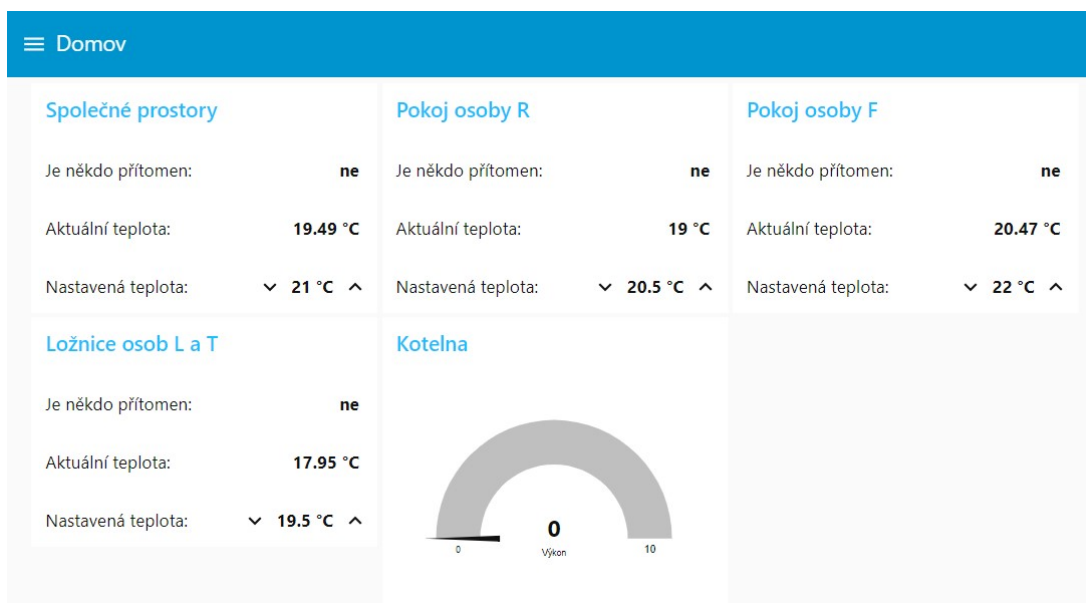 Domov
Společné prostory
Je někdo přítomen: ne
Aktuální teplota: 19.49 °C
Nastavená teplota: 21 °C
Pokoj osoby R
Je někdo přítomen: ne
Aktuální teplota: 19 °C
Nastavená teplota: 20.5 °C
Pokoj osoby F
Je někdo přítomen: ne
Aktuální teplota: 20.47 °C
Nastavená teplota: 22 °C
Ložnice osob L a T
Je někdo přítomen: ne
Aktuální teplota: 17.95 °C
Nastavená teplota: 19.5 °C
Kotelna
0
0 Výkon 10